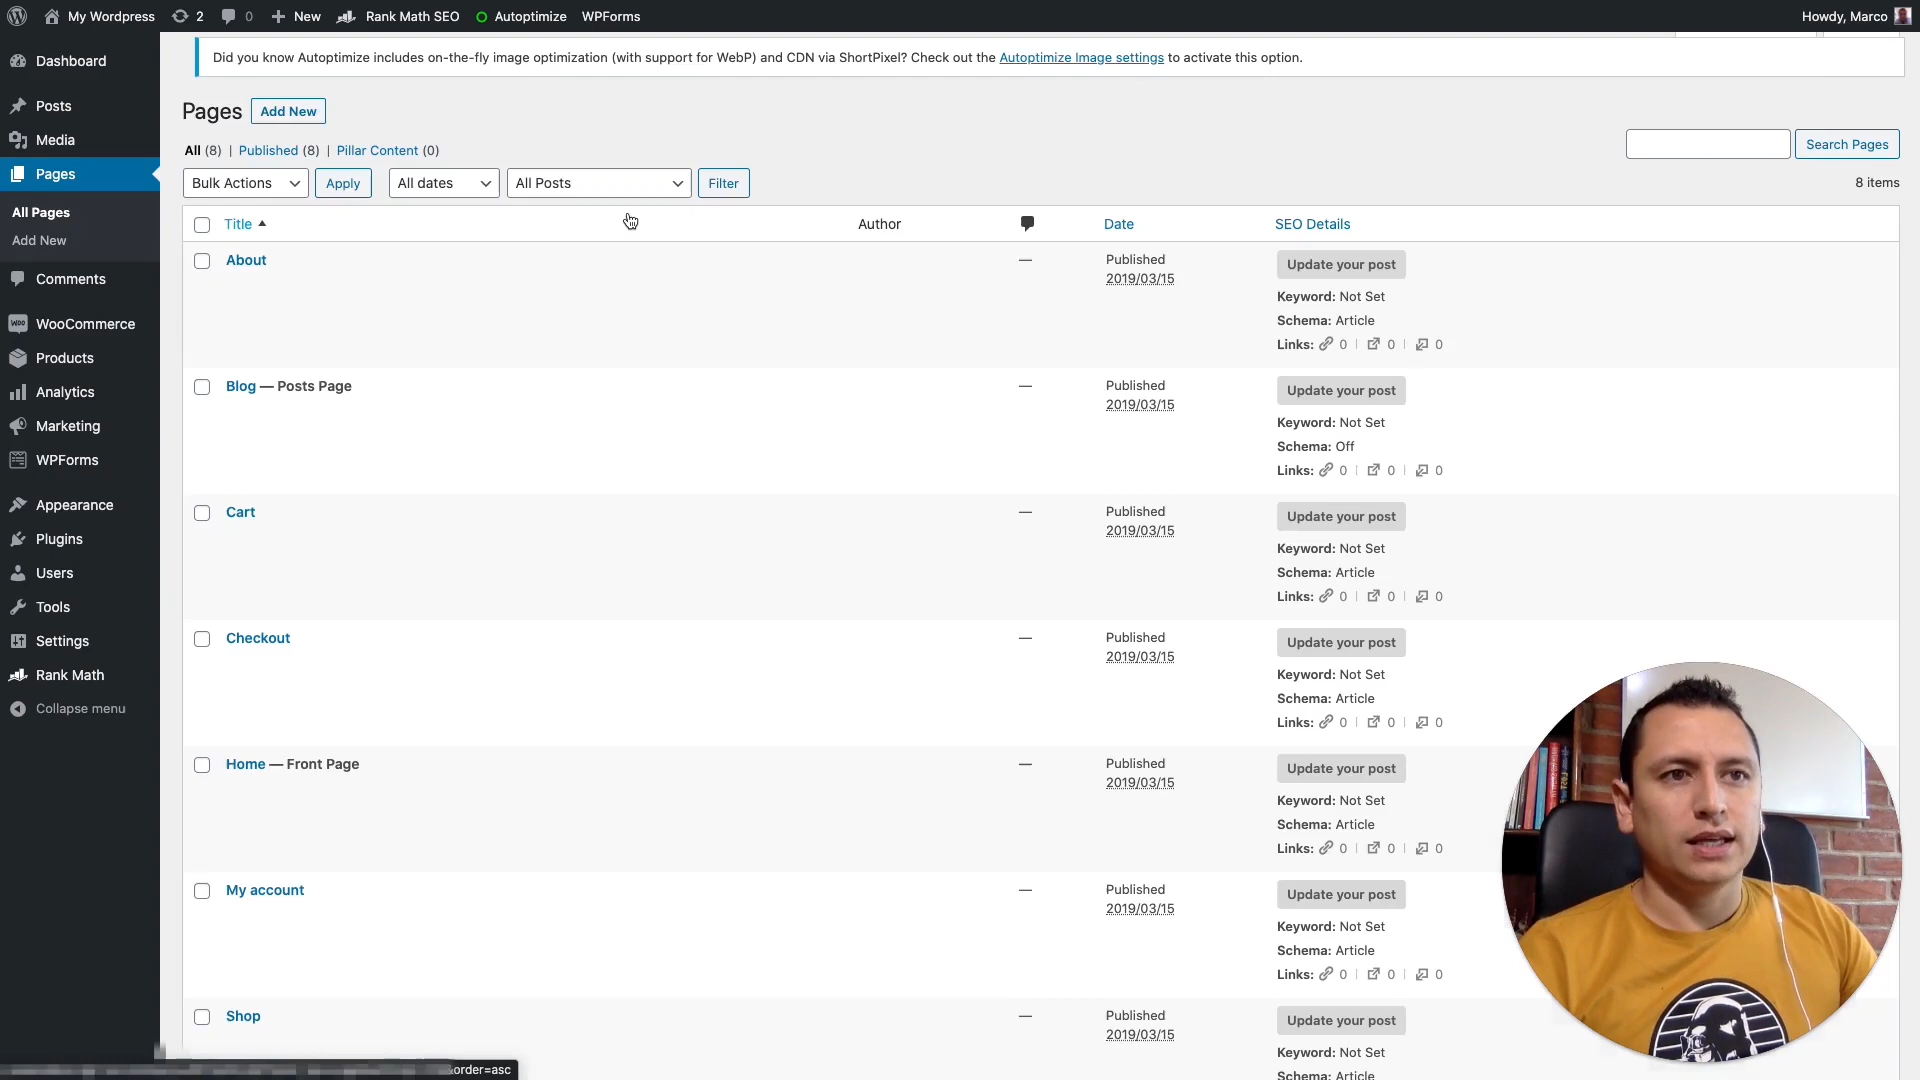 My Wordpress 2 0 New Rank Math SEO Autoptimize WPForms Howdy, Marco
Dashboard
Posts
Media
Pages
All Pages
Add New
Comments
WooCommerce
Products
Analytics
Marketing
WPForms
Appearance
Plugins
Users
Tools
Settings
Rank Math
Collapse menu
Did you know Autoptimize includes on-the-fly image optimization (with support for WebP) and CDN via ShortPixel? Check out the Autoptimize Image settings to activate this option.
Pages Add New
All (8) | Published (8) | Pillar Content (0)
Search Pages
Bulk Actions Apply All dates All Posts Filter
8 items
Title Author Date SEO Details
About — Published Update your post
2019/03/15
Keyword: Not Set
Schema: Article
Links: 0 | 0 | 0
Blog — Posts Page — Published Update your post
2019/03/15
Keyword: Not Set
Schema: Off
Links: 0 | 0 | 0
Cart — Published Update your post
2019/03/15
Keyword: Not Set
Schema: Article
Links: 0 | 0 | 0
Checkout — Published Update your post
2019/03/15
Keyword: Not Set
Schema: Article
Links: 0 | 0 | 0
Home — Front Page — Published Update your post
2019/03/15
Keyword: Not Set
Schema: Article
Links: 0 | 0 | 0
My account — Published Update your post
2019/03/15
Keyword: Not Set
Schema: Article
Links: 0 | 0 | 0
Shop — Published Update your post
2019/03/15
Keyword: Not Set
Schema: Article
order=asc